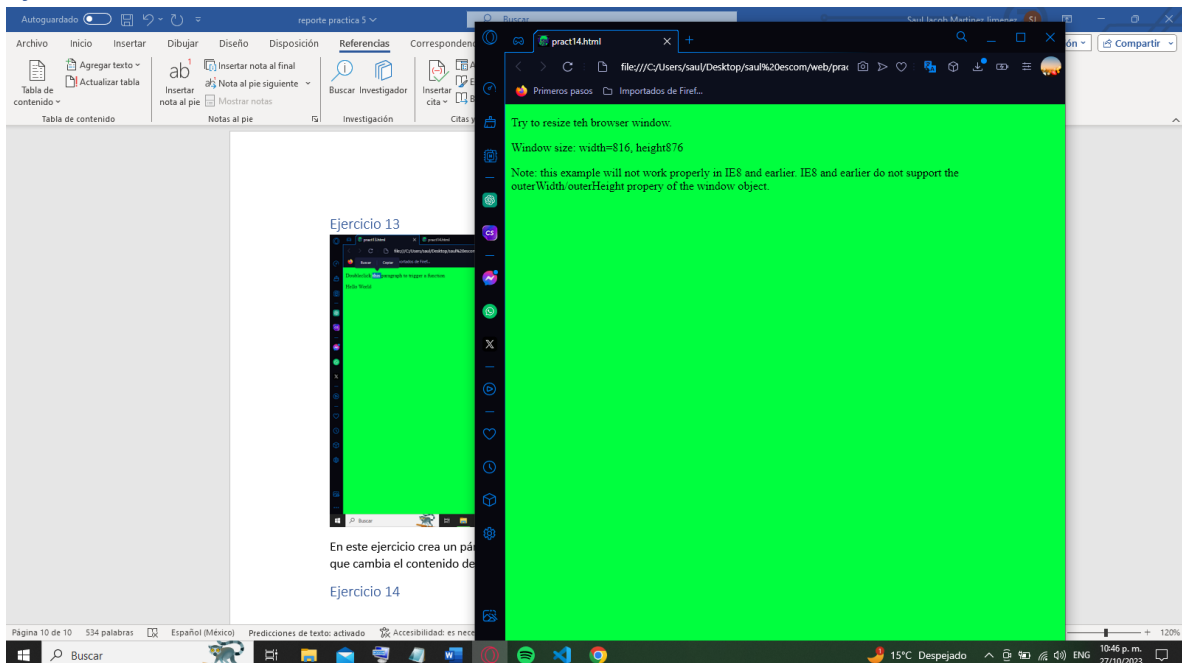 Autoguardado
reporte practica 5
Buscar
Saul Jacob Martinez Jimenez
SJ
Archivo Inicio Insertar Dibujar Diseño Disposición Referencias Corresponden
ón
Compartir
Tabla de
contenido
Agregar texto
Actualizar tabla
Tabla de contenido
ab1
Insertar
nota al pie
Insertar nota al final
Nota al pie siguiente
Mostrar notas
Notas al pie
Buscar Investigador
Investigación
Insertar
cita
Citas y
pract14.html
file:///C:/Users/saul/Desktop/saul%20escom/web/prac
Primeros pasos Importados de Firef...
Try to resize teh browser window.
Window size: width=816, height876
Note: this example will not work properly in IE8 and earlier. IE8 and earlier do not support the
outerWidth/outerHeight propery of the window object.
CS
Ejercicio 13
Hello World
En este ejercicio crea un pá
que cambia el contenido de
Ejercicio 14
Página 10 de 10 534 palabras Español (México) Predicciones de texto: activado Accesibilidad: es nece
120%
Buscar
15°C Despejado
ENG
10:46 p. m.
27/10/2023